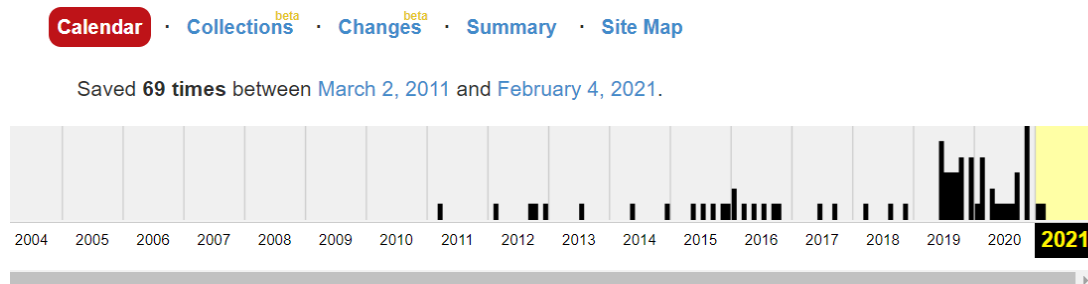 Calendar · Collections beta · Changes beta · Summary · Site Map
Saved 69 times between March 2, 2011 and February 4, 2021.
2004 2005 2006 2007 2008 2009 2010 2011 2012 2013 2014 2015 2016 2017 2018 2019 2020 2021